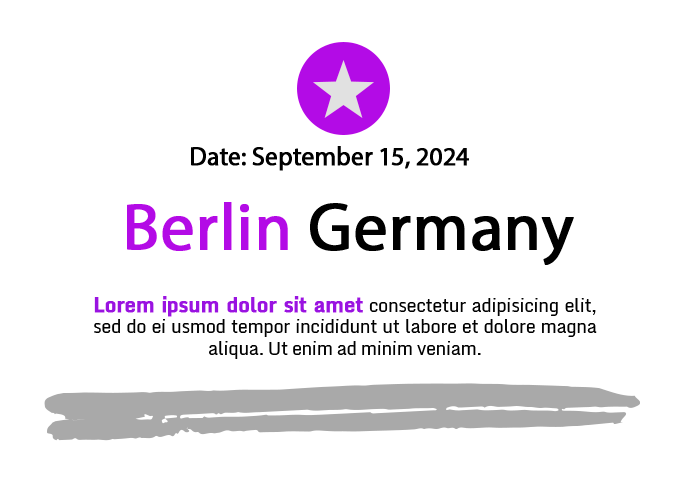 Date: September 15, 2024
Berlin Germany
Lorem ipsum dolor sit amet consectetur adipisicing elit,
sed do ei usmod tempor incididunt ut labore et dolore magna
aliqua. Ut enim ad minim veniam.